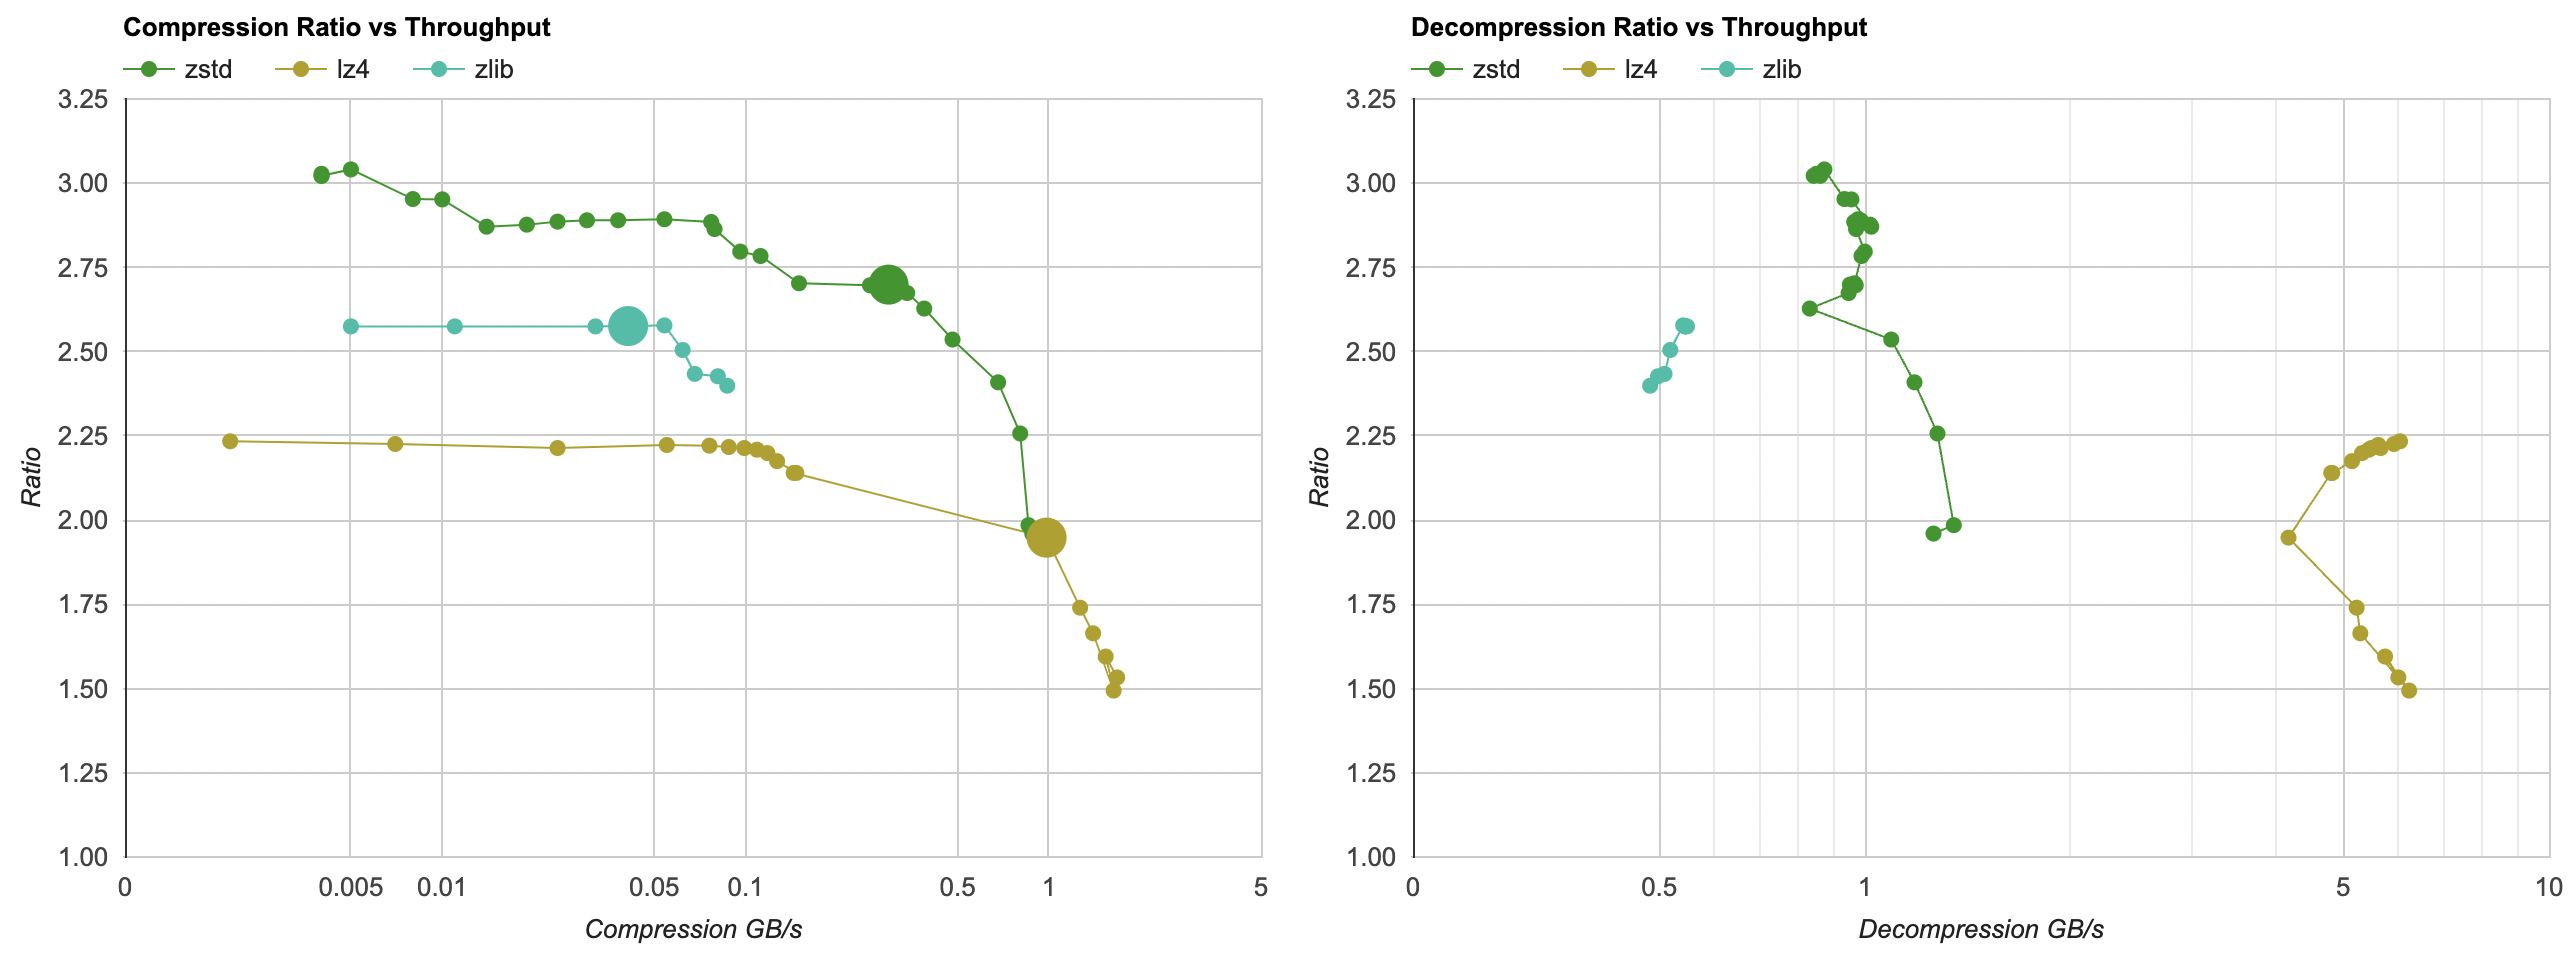 Compression Ratio vs Throughput
zstd lz4 zlib
3.25
3.00
2.75
2.50
2.25
2.00
1.75
1.50
1.25
1.00
Ratio
0 0.005 0.01 0.05 0.1 0.5 1 5
Compression GB/s
Decompression Ratio vs Throughput
zstd lz4 zlib
3.25
3.00
2.75
2.50
2.25
2.00
1.75
1.50
1.25
1.00
Ratio
0 0.5 1 5 10
Decompression GB/s